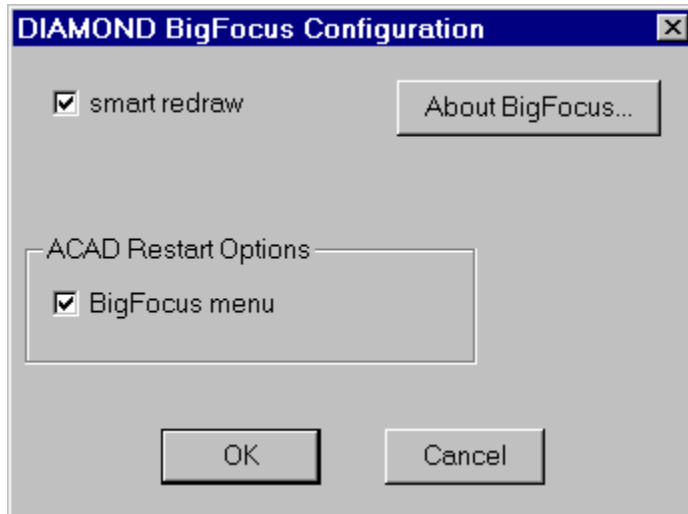 DIAMOND BigFocus Configuration
smart redraw
About BigFocus...
ACAD Restart Options
BigFocus menu
OK
Cancel